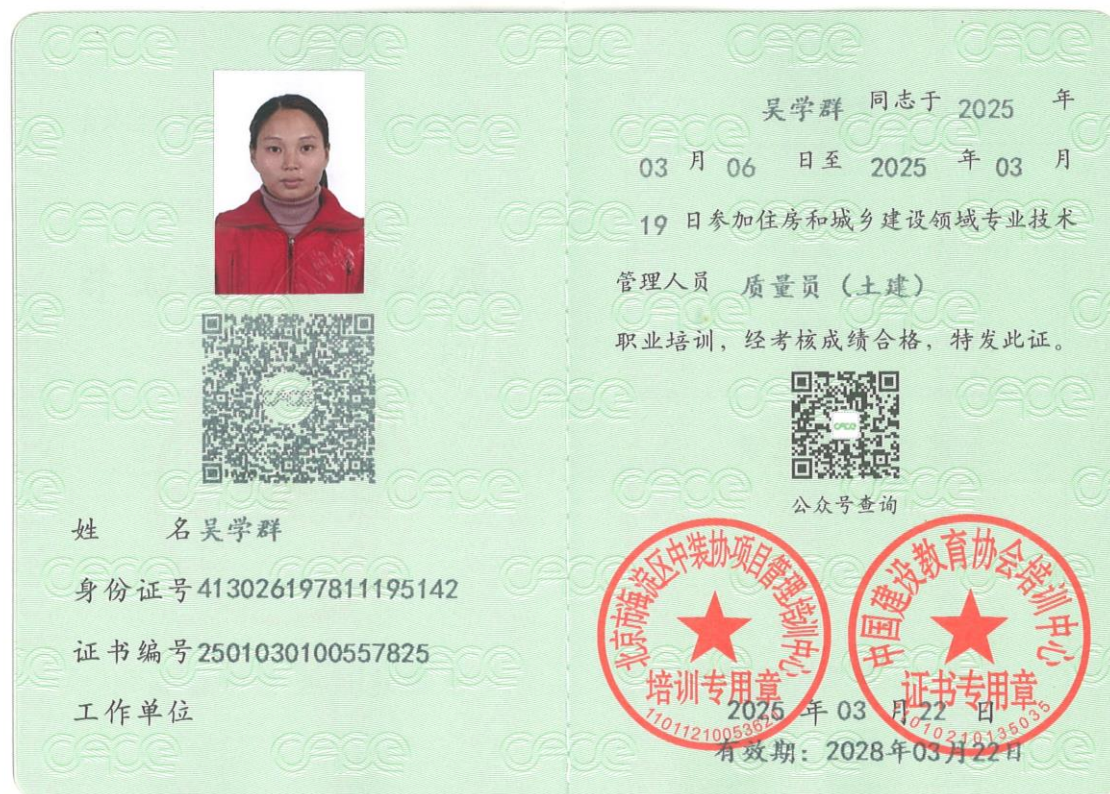 姓 名 吴学群
身份证号 413026197811195142
证书编号 2501030100557825
工作单位
吴学群 同志于 2025 年
03 月 06 日至 2025 年 03 月
19 日参加住房和城乡建设领域专业技术
管理人员 质量员（土建）
职业培训，经考核成绩合格，特发此证。
CACE
公众号查询
北京市海淀区中装协项目管理培训中心
培训专用章
中国建设教育协会培训中心
证书专用章
2025 年 03 月 22 日
有效期：2028年03月22日